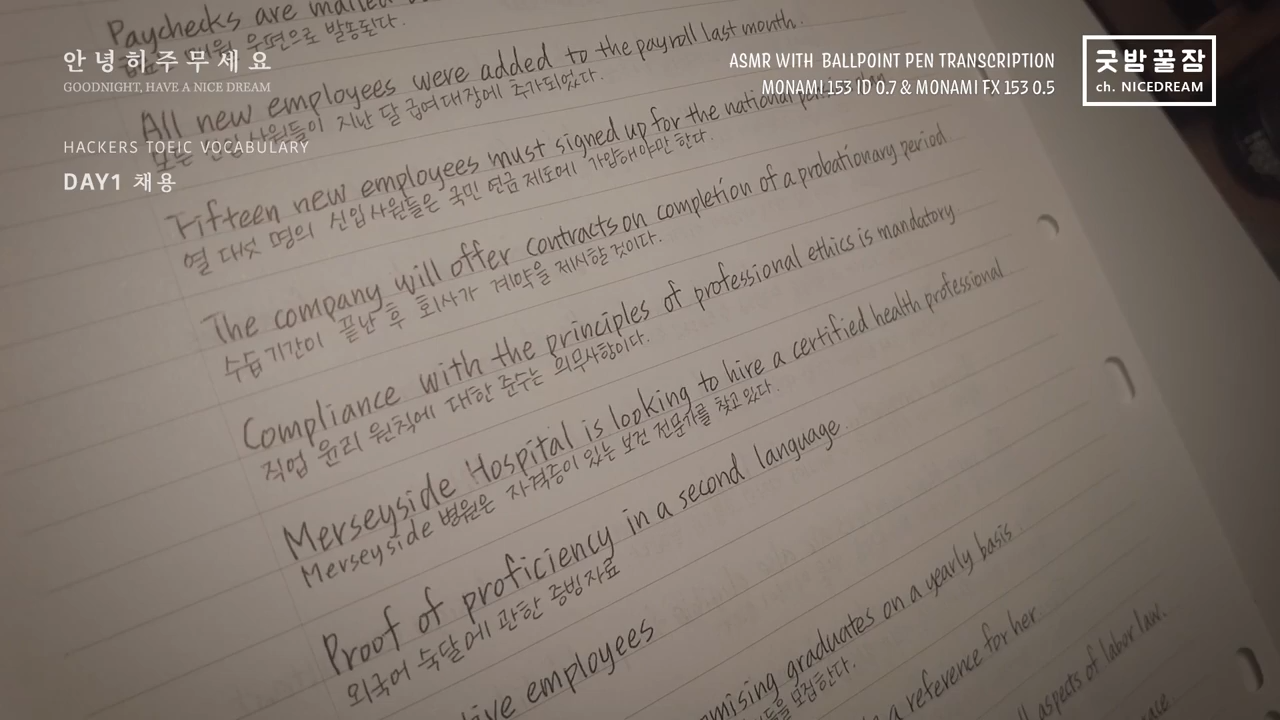 안녕히주무세요
GOODNIGHT, HAVE A NICE DREAM
HACKERS TOEIC VOCABULARY
DAY1 채용
ASMR WITH BALLPOINT PEN TRANSCRIPTION
MONAMI 153 ID 0.7 & MONAMI FX 153 0.5
굿밤꿀잠
ch. NICEDREAM
Paychecks are mailed
우편으로 발송된다.
All new employees were added to the payroll last month.
모든 신입 사원들이 지난 달 급여대장에 추가되었다.
Fifteen new employees must signed up for the national
열 다섯 명의 신입사원들은 국민 연금 제도에 가입해야만 한다.
The company will offer contracts on completion of a probationary period
수습기간이 끝난 후 회사가 계약을 제시할 것이다.
Compliance with the principles of professional ethics is mandatory
직업 윤리 원칙에 대한 준수는 의무사항이다.
Merseyside Hospital is looking to hire a certified health professional
Merseyside 병원은 자격증이 있는 보건 전문가를 찾고 있다.
Proof of proficiency in a second language
외국어 숙달에 관한 증빙자료
employees
graduates on a yearly basis
모집한다.
a reference for her
aspects of labor law.